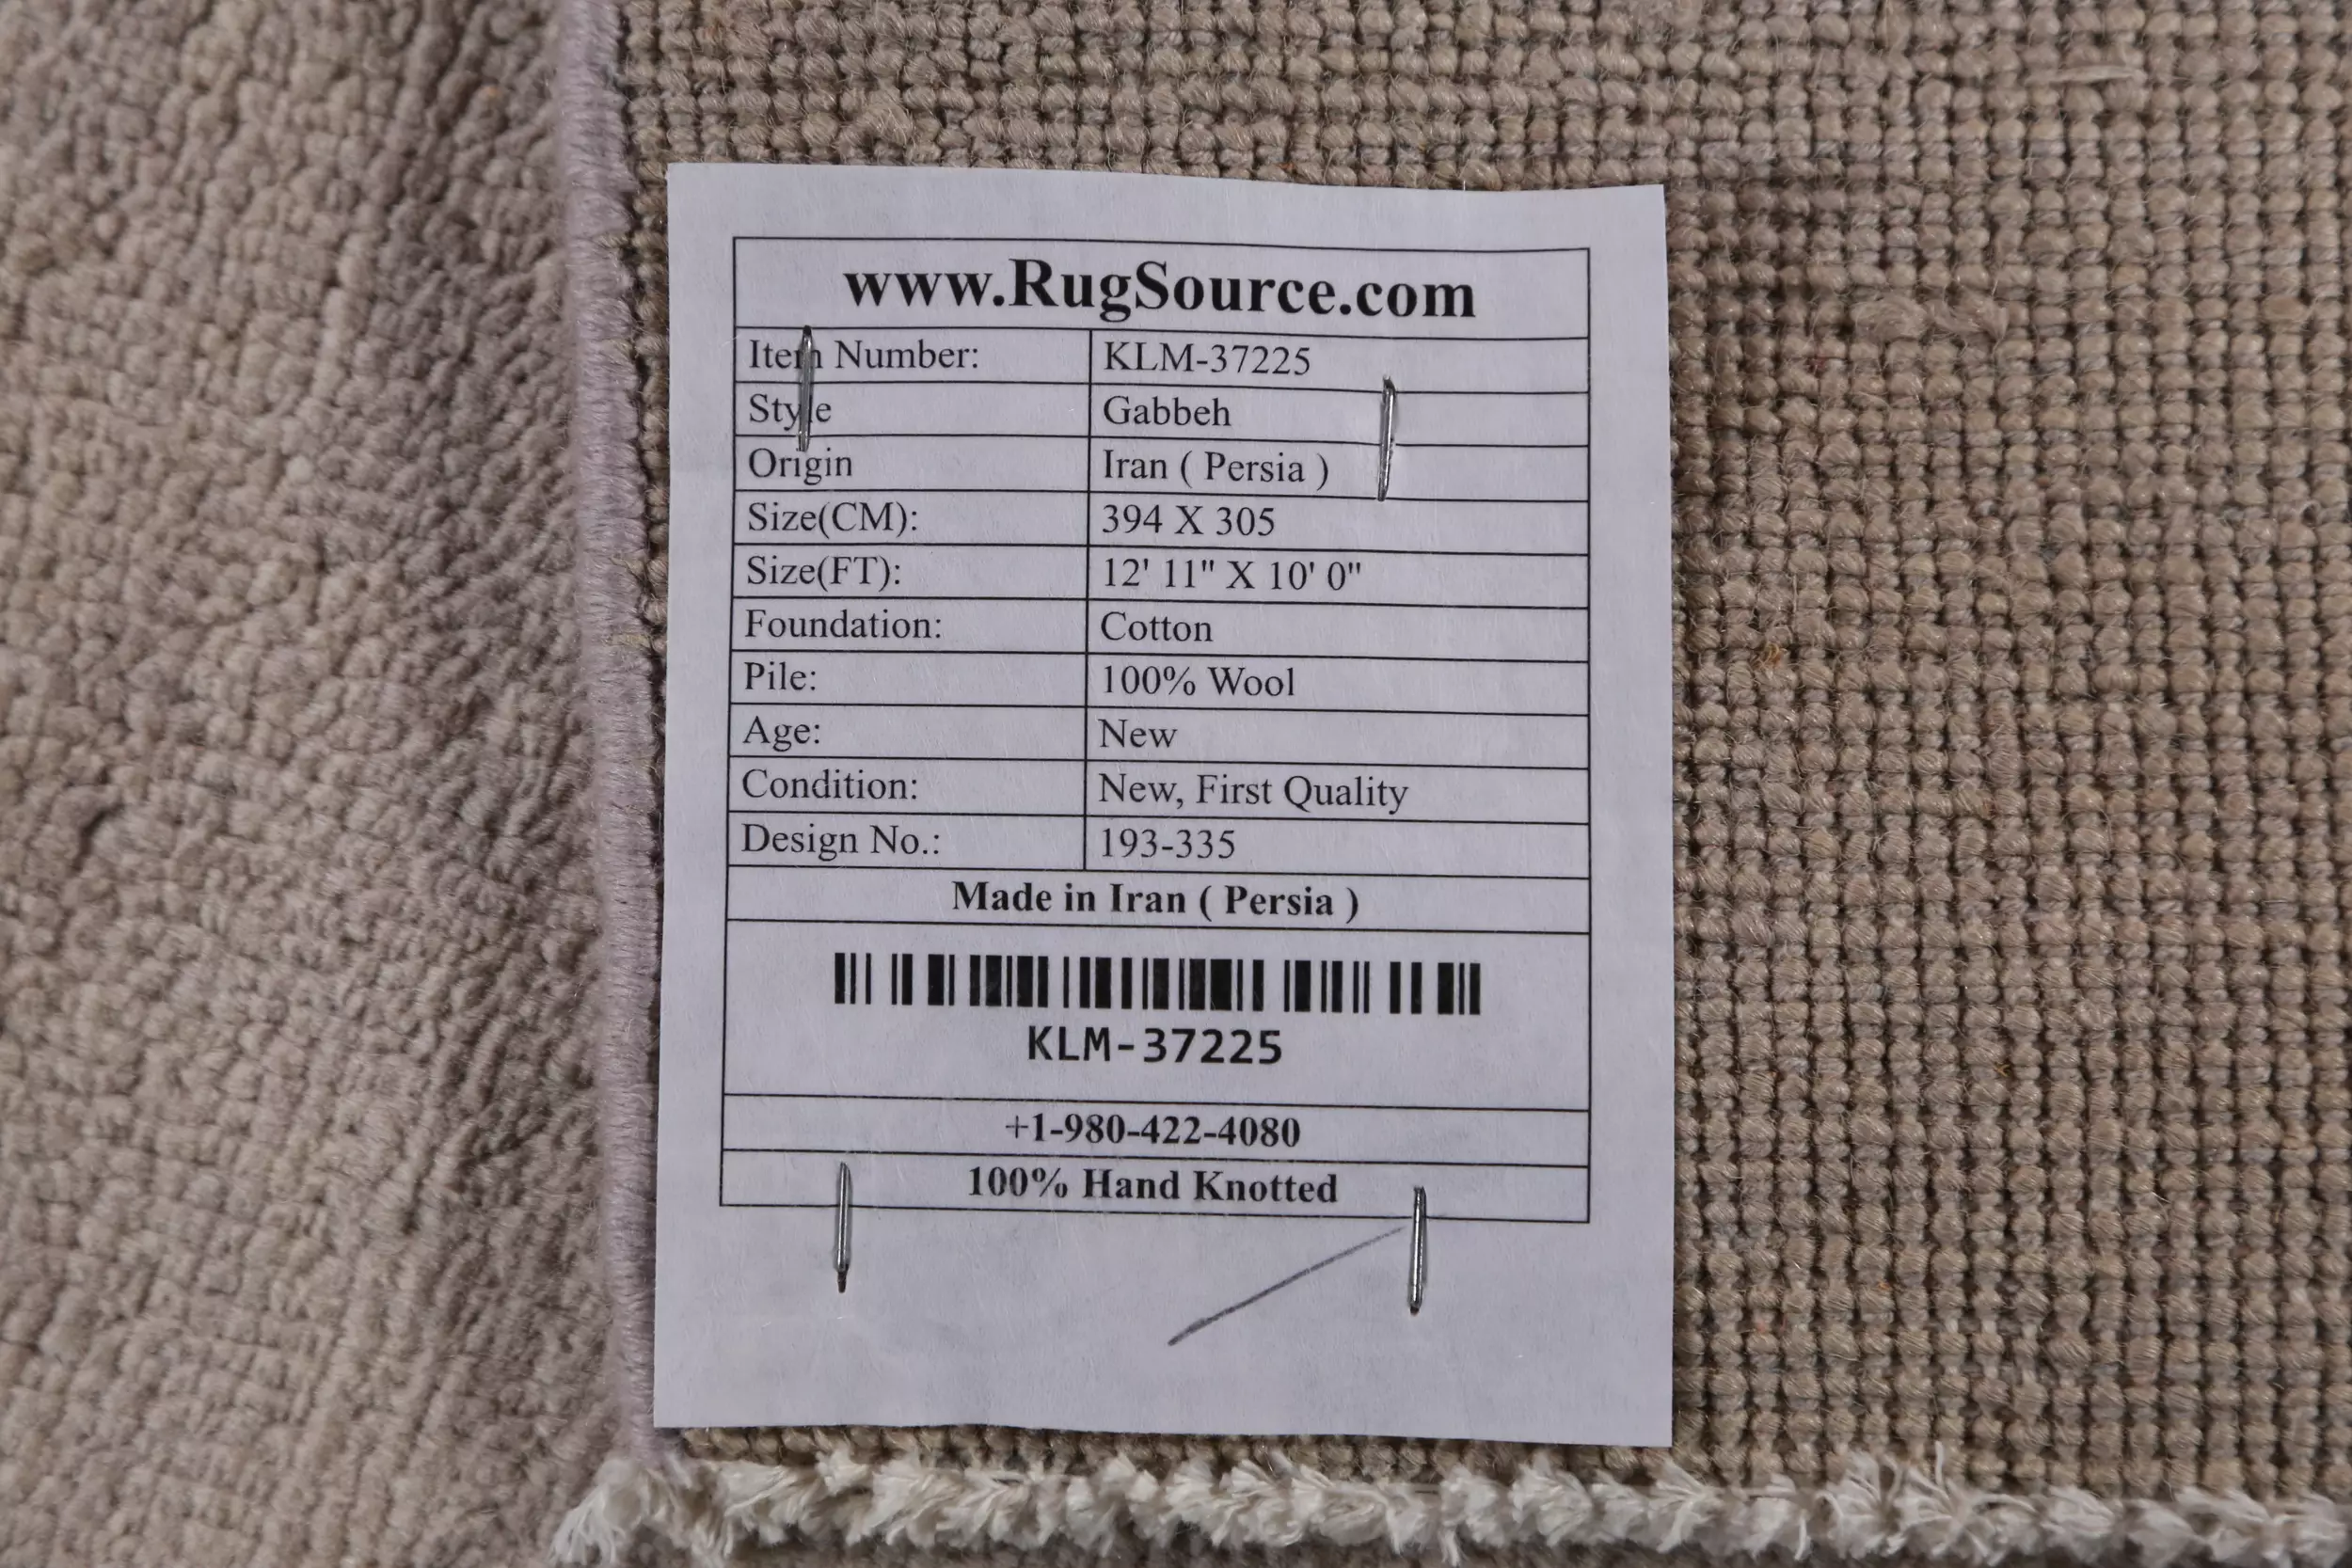 www.RugSource.com
Item Number: KLM-37225
Style Gabbeh
Origin Iran ( Persia )
Size(CM): 394 X 305
Size(FT): 12' 11" X 10' 0"
Foundation: Cotton
Pile: 100% Wool
Age: New
Condition: New, First Quality
Design No.: 193-335
Made in Iran ( Persia )
KLM-37225
+1-980-422-4080
100% Hand Knotted